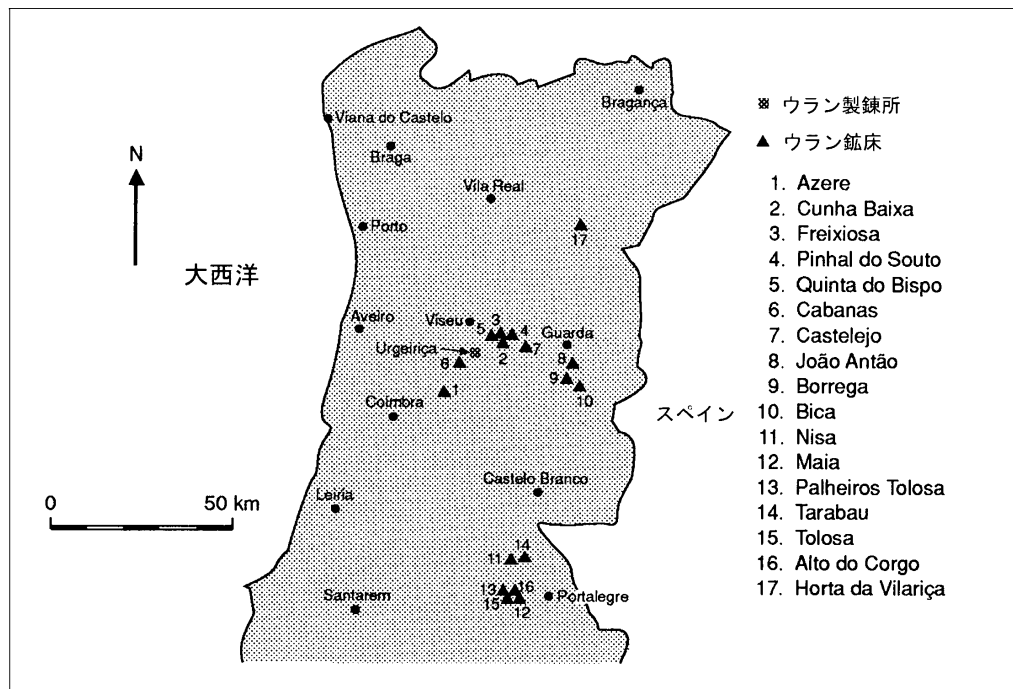 Bragança
Viana do Castelo
Braga
N
Vila Real
Porto
17
大西洋
Aveiro
Viseu
3
5
4
Guarda
Urgeiriça
2
7
6
8
9
1
10
Coimbra
スペイン
Castelo Branco
0 50 km
Leiria
14
11
13
16
Santarem
15
12
Portalegre
ウラン製錬所
ウラン鉱床
1. Azere
2. Cunha Baixa
3. Freixiosa
4. Pinhal do Souto
5. Quinta do Bispo
6. Cabanas
7. Castelejo
8. João Antão
9. Borrega
10. Bica
11. Nisa
12. Maia
13. Palheiros Tolosa
14. Tarabau
15. Tolosa
16. Alto do Corgo
17. Horta da Vilariça